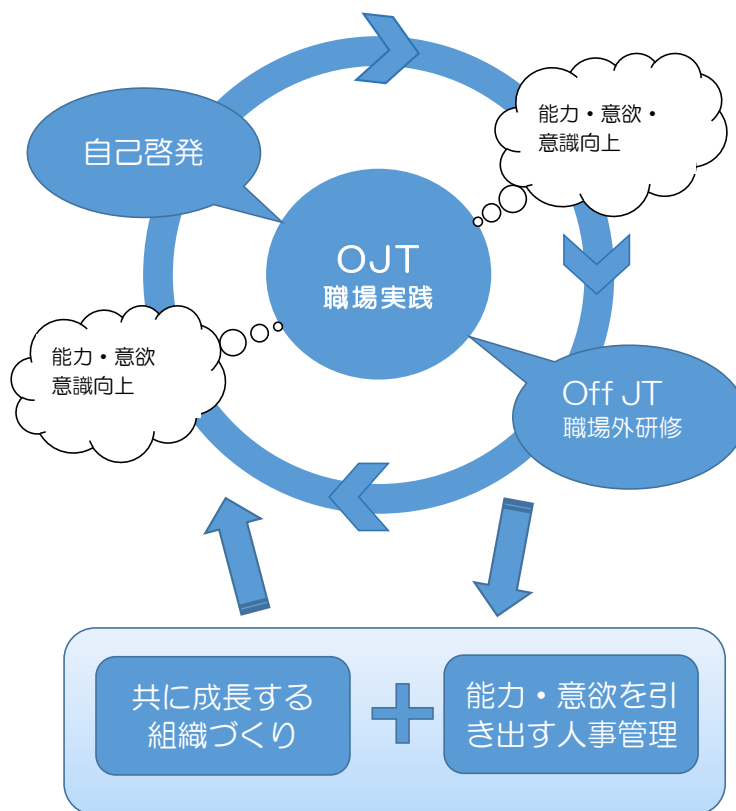 能力・意欲・
意識向上
自己啓発
OJT
職場実践
能力・意欲
意識向上
Off JT
職場外研修
共に成長する
組織づくり
能力・意欲を引
き出す人事管理